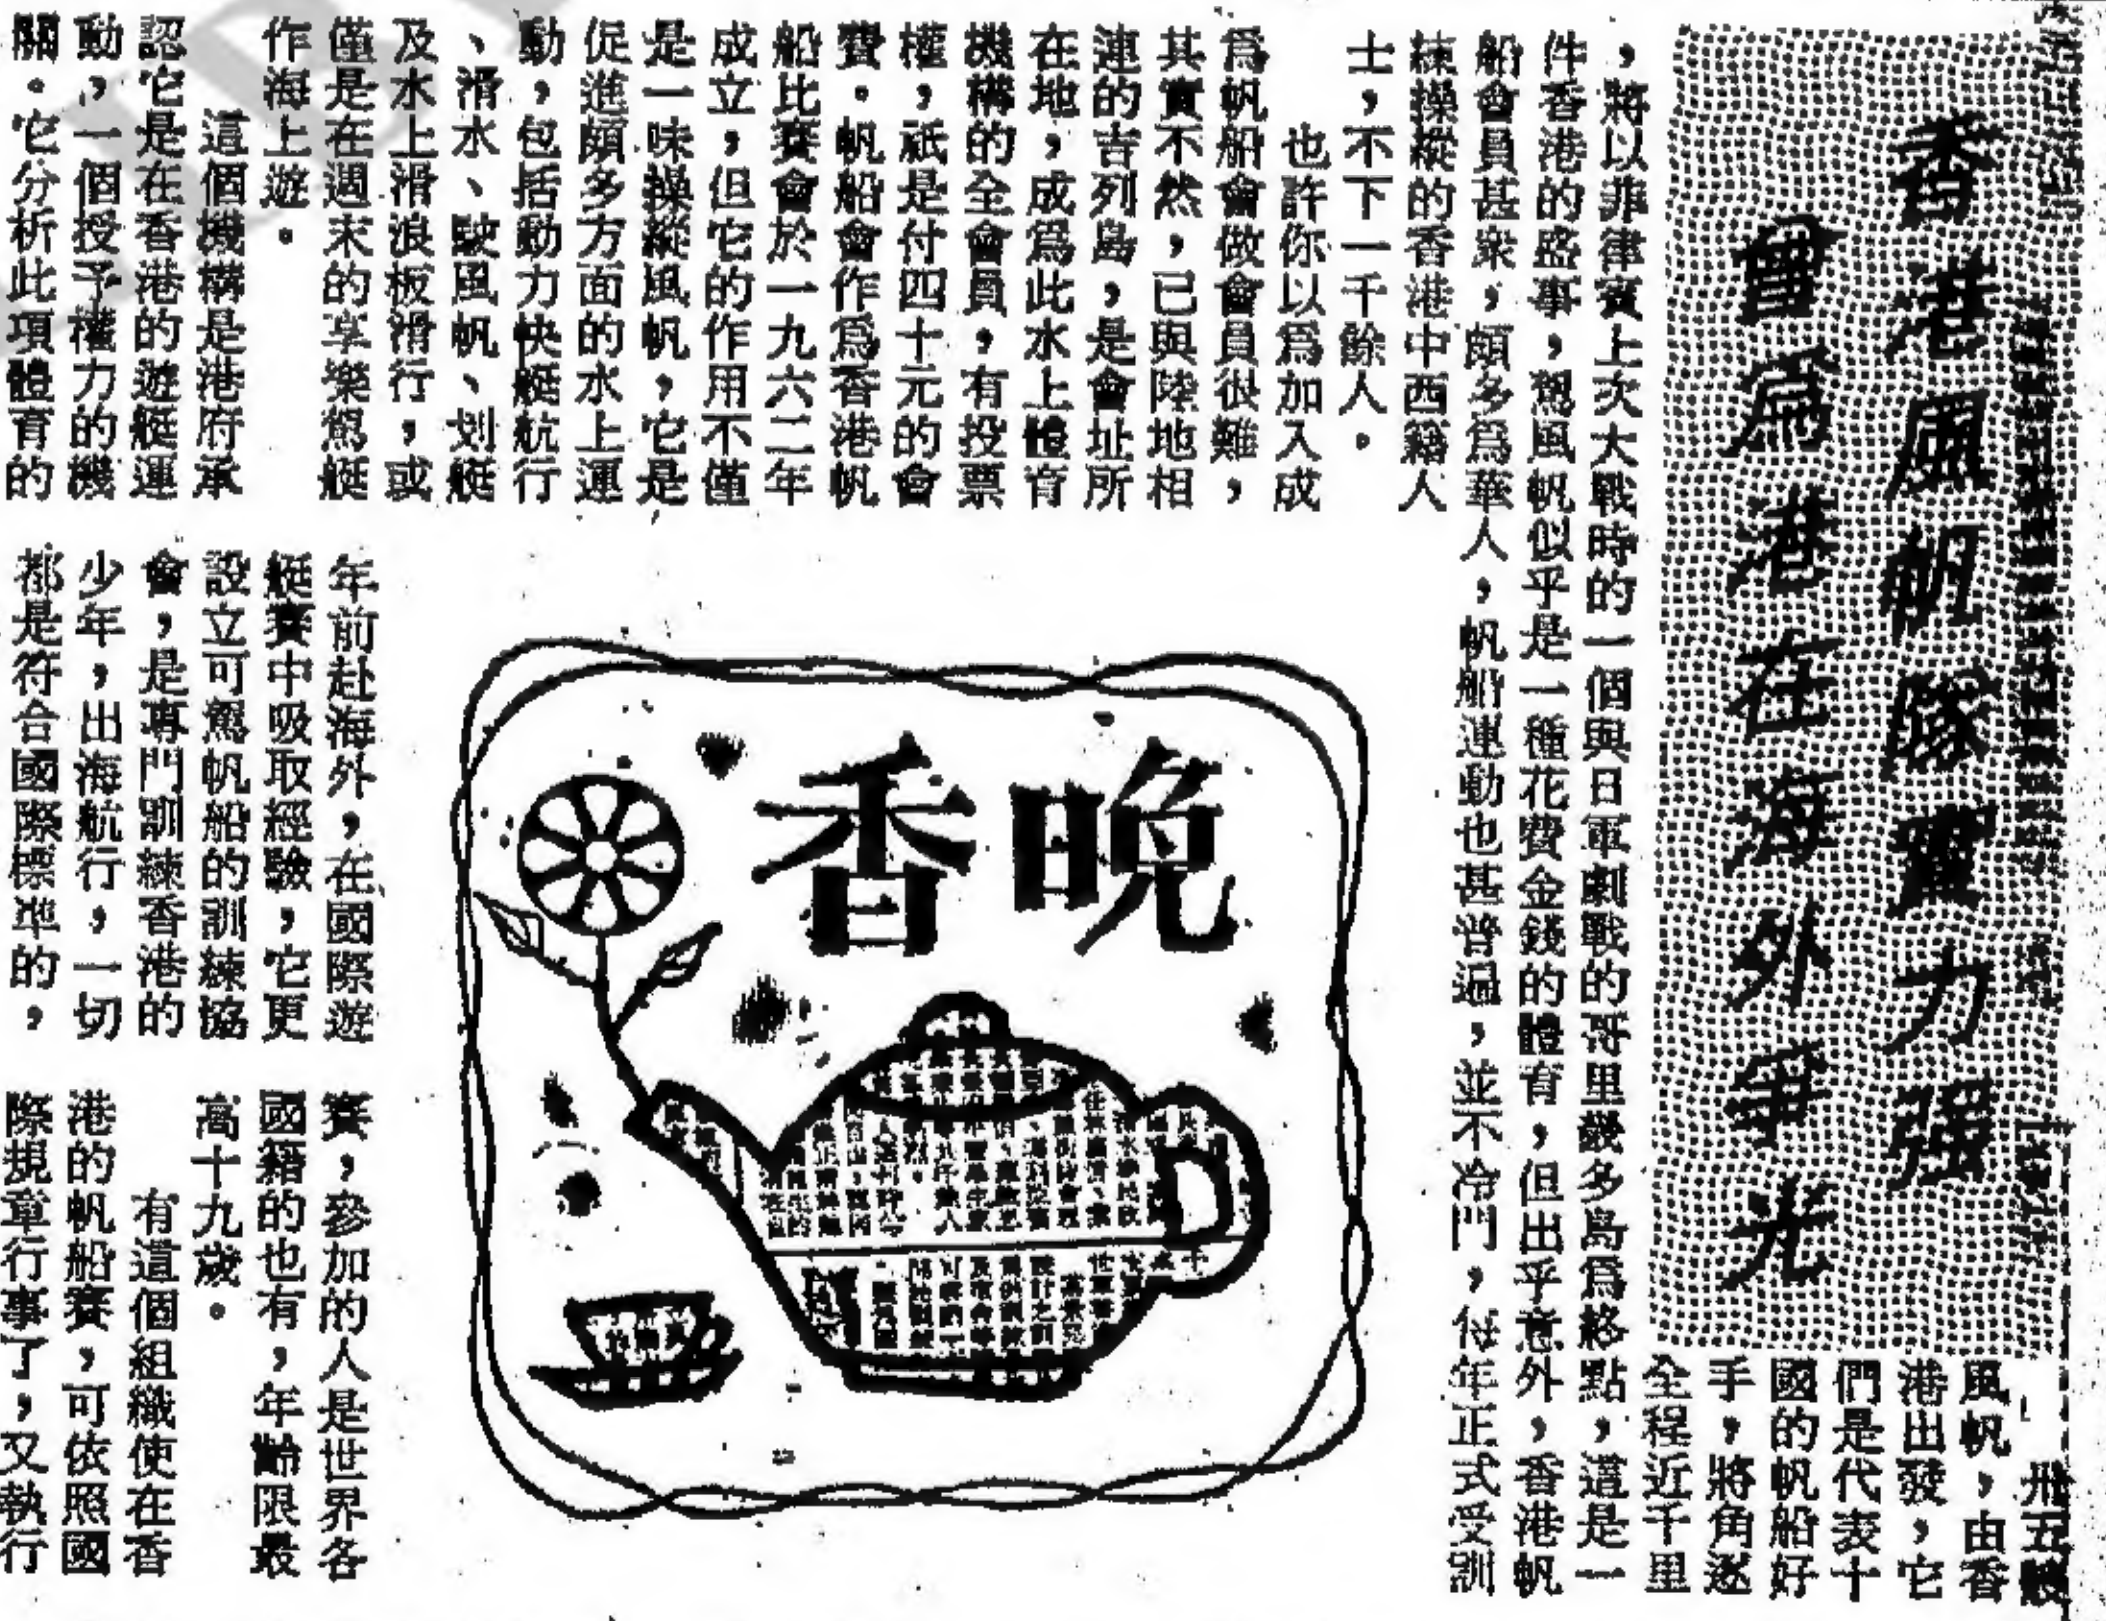 香港風帆隊實力强
曾爲港在海外爭光
五艘
風帆，由香
港出發，它
們是代表十
國的帆船好
手，將角逐
全程近千里
，將以非律賓上次大戰時的一個與日軍劇戰的哥里幾多島爲終點，這是一
件香港的盛事，駕風帆似乎是一種花費金錢的體育，但出乎意外，香港帆
船會員甚衆，頗多爲華人，帆船運動也甚普遍，並不冷門，每年正式受訓
練操縱的香港中西籍人
士，不下一千餘人。
也許你以爲加入成
爲帆船會做會員很難，
其實不然，已與陸地相
連的吉列島，是會址所
在地，成爲此水上體育
機構的全會員，有投票
權，祇是付四十元的會
費。帆船會作爲香港帆
船比賽會於一九六二年
成立，但它的作用不僅
是一味操縱風帆，它是
促進頗多方面的水上運
動，包括動力快艇航行
、滑水、駛風帆、划艇
及水上滑浪板滑行，或
僅是在週末的享樂駕艇
作海上遊。
這個機構是港府承
認它是在香港的遊艇運
動，一個授予權力的機
關。它分析此項體育的
晚香
年前赴海外，在國際遊
艇賽中吸取經驗，它更
設立可駕帆船的訓練協
會，是專門訓練香港的
少年，出海航行，一切
都是符合國際標準的，
賽，參加的人是世界各
國籍的也有，年齡限最
高十九歲。
有這個組織使在香
港的帆船賽，可依照國
際規章行事了，又執行